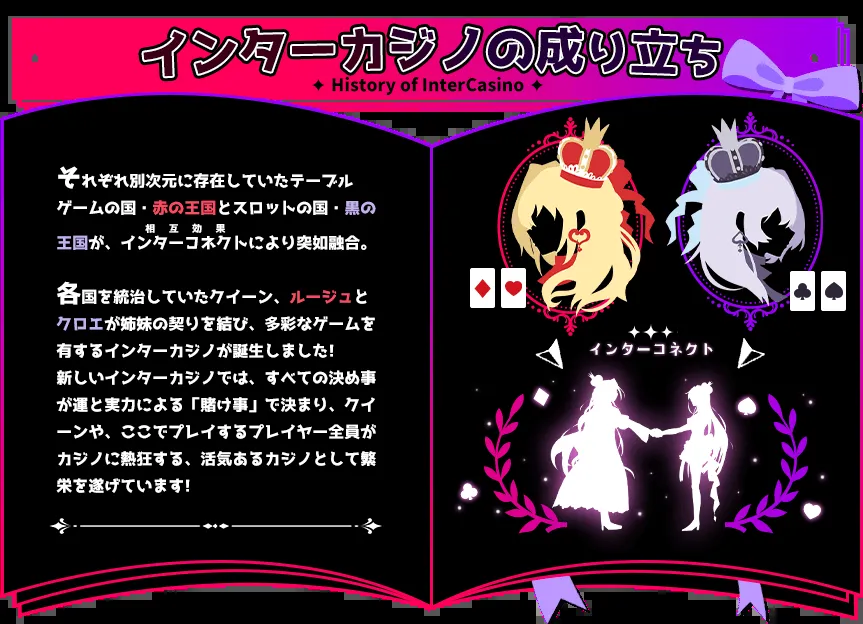 インターカジノの成り立ち
✦ History of InterCasino ✦
それぞれ別次元に存在していたテーブル
ゲームの国・赤の王国とスロットの国・黒の
相互効果
王国が、インターコネクトにより突如融合。
各国を統治していたクイーン、ルージュと
クロエが姉妹の契りを結び、多彩なゲームを
有するインターカジノが誕生しました!
新しいインターカジノでは、すべての決め事
が運と実力による「賭け事」で決まり、クイ
ーンや、ここでプレイするプレイヤー全員が
カジノに熱狂する、活気あるカジノとして繁
栄を遂げています!
インターコネクト